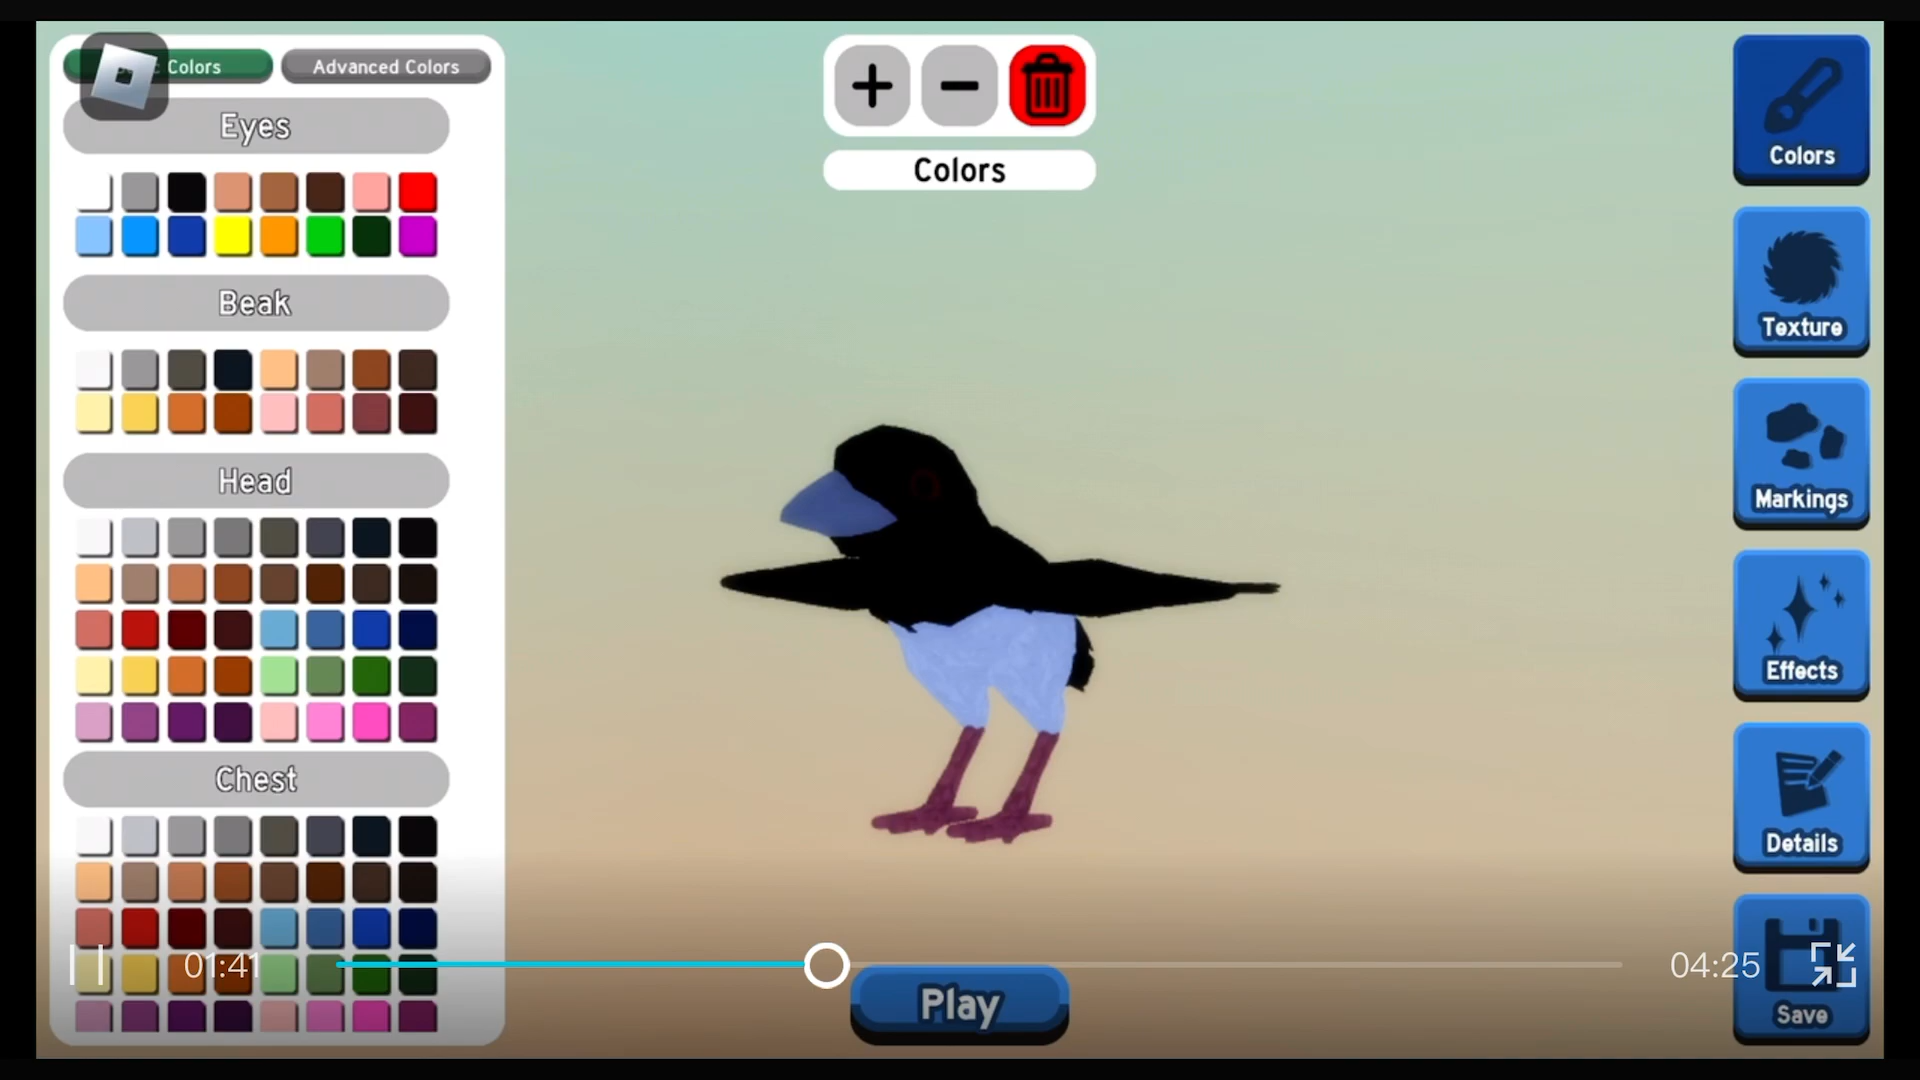 Colors
Advanced Colors
Eyes
Beak
Head
Chest
Colors
Colors
Texture
Markings
Effects
Details
Save
01:41
04:25
Play